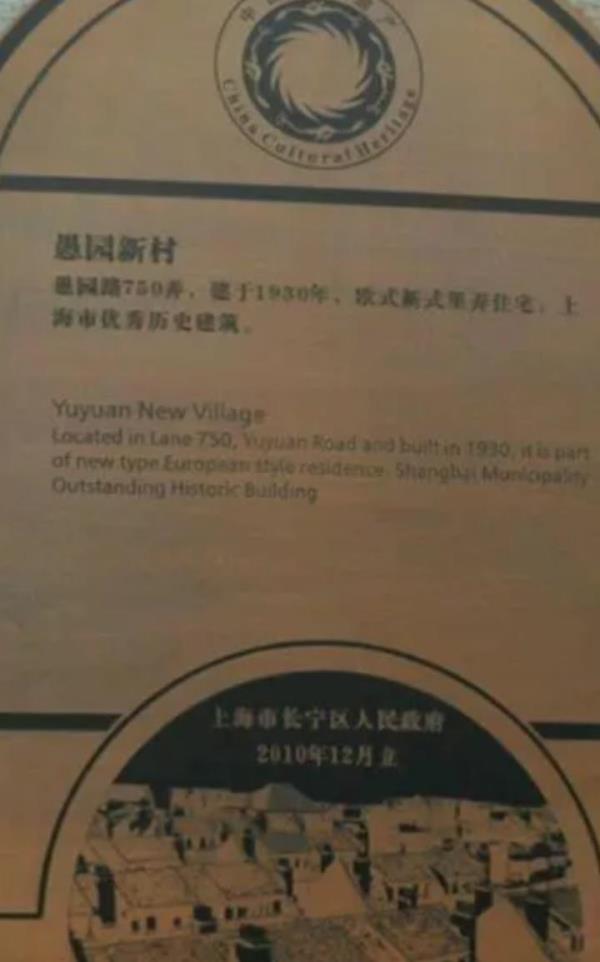 China Cultural Heritage
愚园新村
愚园路750弄，建于1930年，欧式新式里弄住宅，上
海市优秀历史建筑。
Yuyuan New Village
Located in Lane 750, Yuyuan Road and built in 1930, it is part
of new type European style residence. Shanghai Municipality
Outstanding Historic Building
上海市长宁区人民政府
2010年12月立